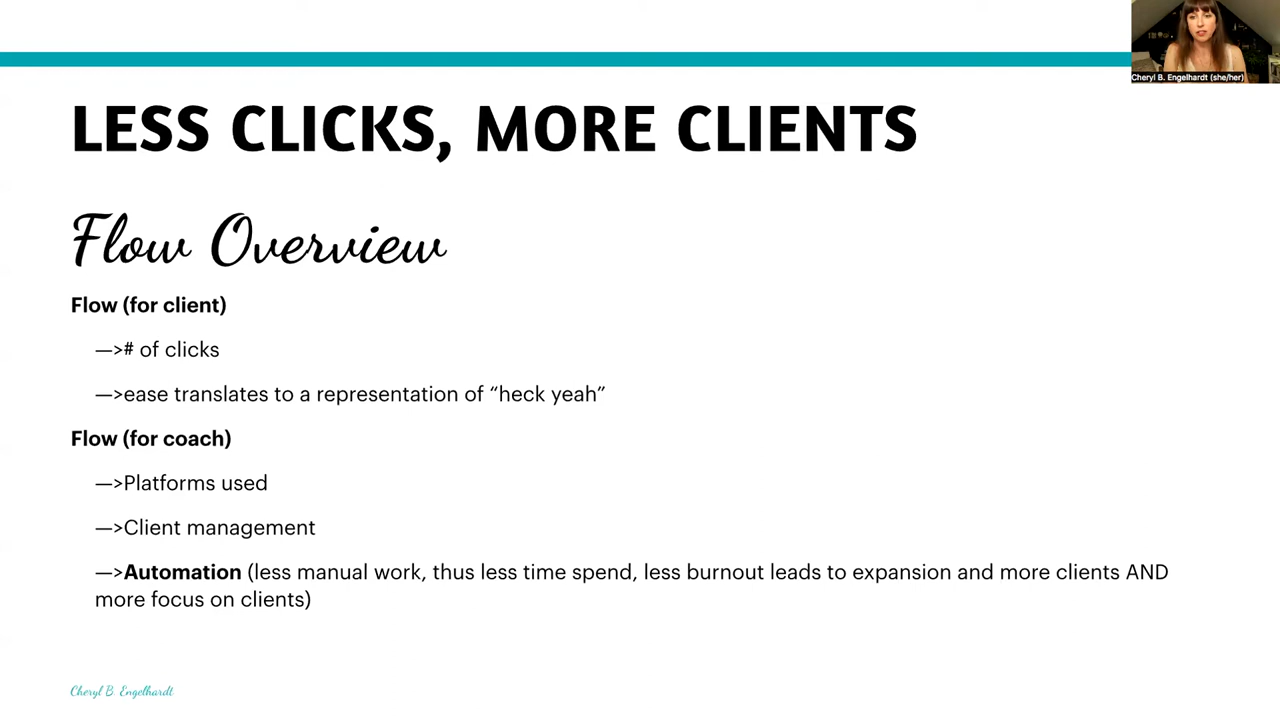 Cheryl B. Engelhardt (she/her)
LESS CLICKS, MORE CLIENTS
Flow Overview
Flow (for client)
—># of clicks
—>ease translates to a representation of “heck yeah”
Flow (for coach)
—>Platforms used
—>Client management
—>Automation (less manual work, thus less time spend, less burnout leads to expansion and more clients AND
more focus on clients)
Cheryl B. Engelhardt